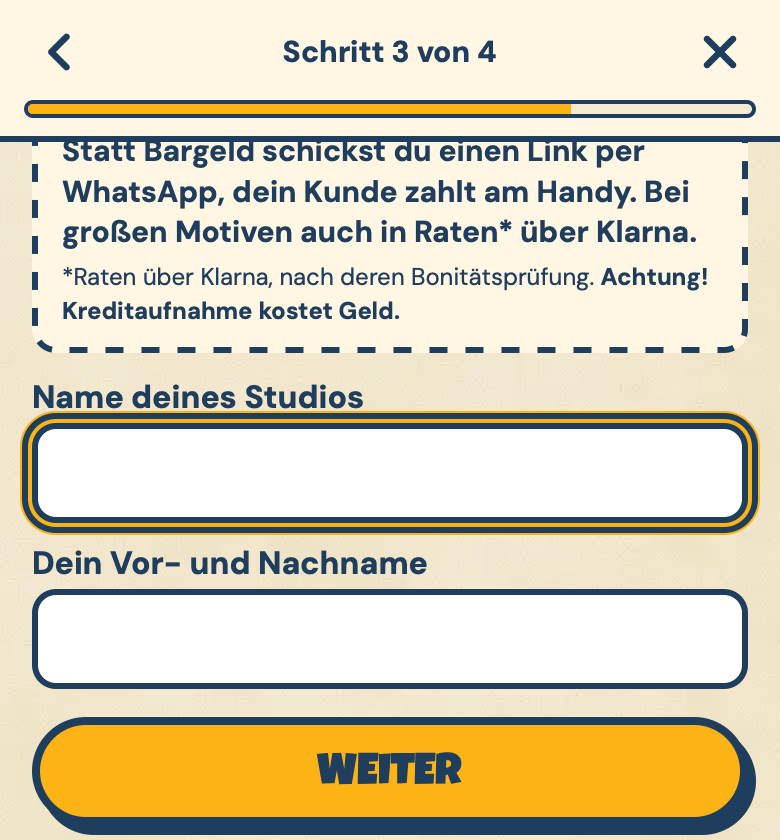 Schritt 3 von 4
Statt Bargeld schickst du einen Link per
WhatsApp, dein Kunde zahlt am Handy. Bei
großen Motiven auch in Raten* über Klarna.
*Raten über Klarna, nach deren Bonitätsprüfung. Achtung!
Kreditaufnahme kostet Geld.
Name deines Studios
Dein Vor- und Nachname
WEITER